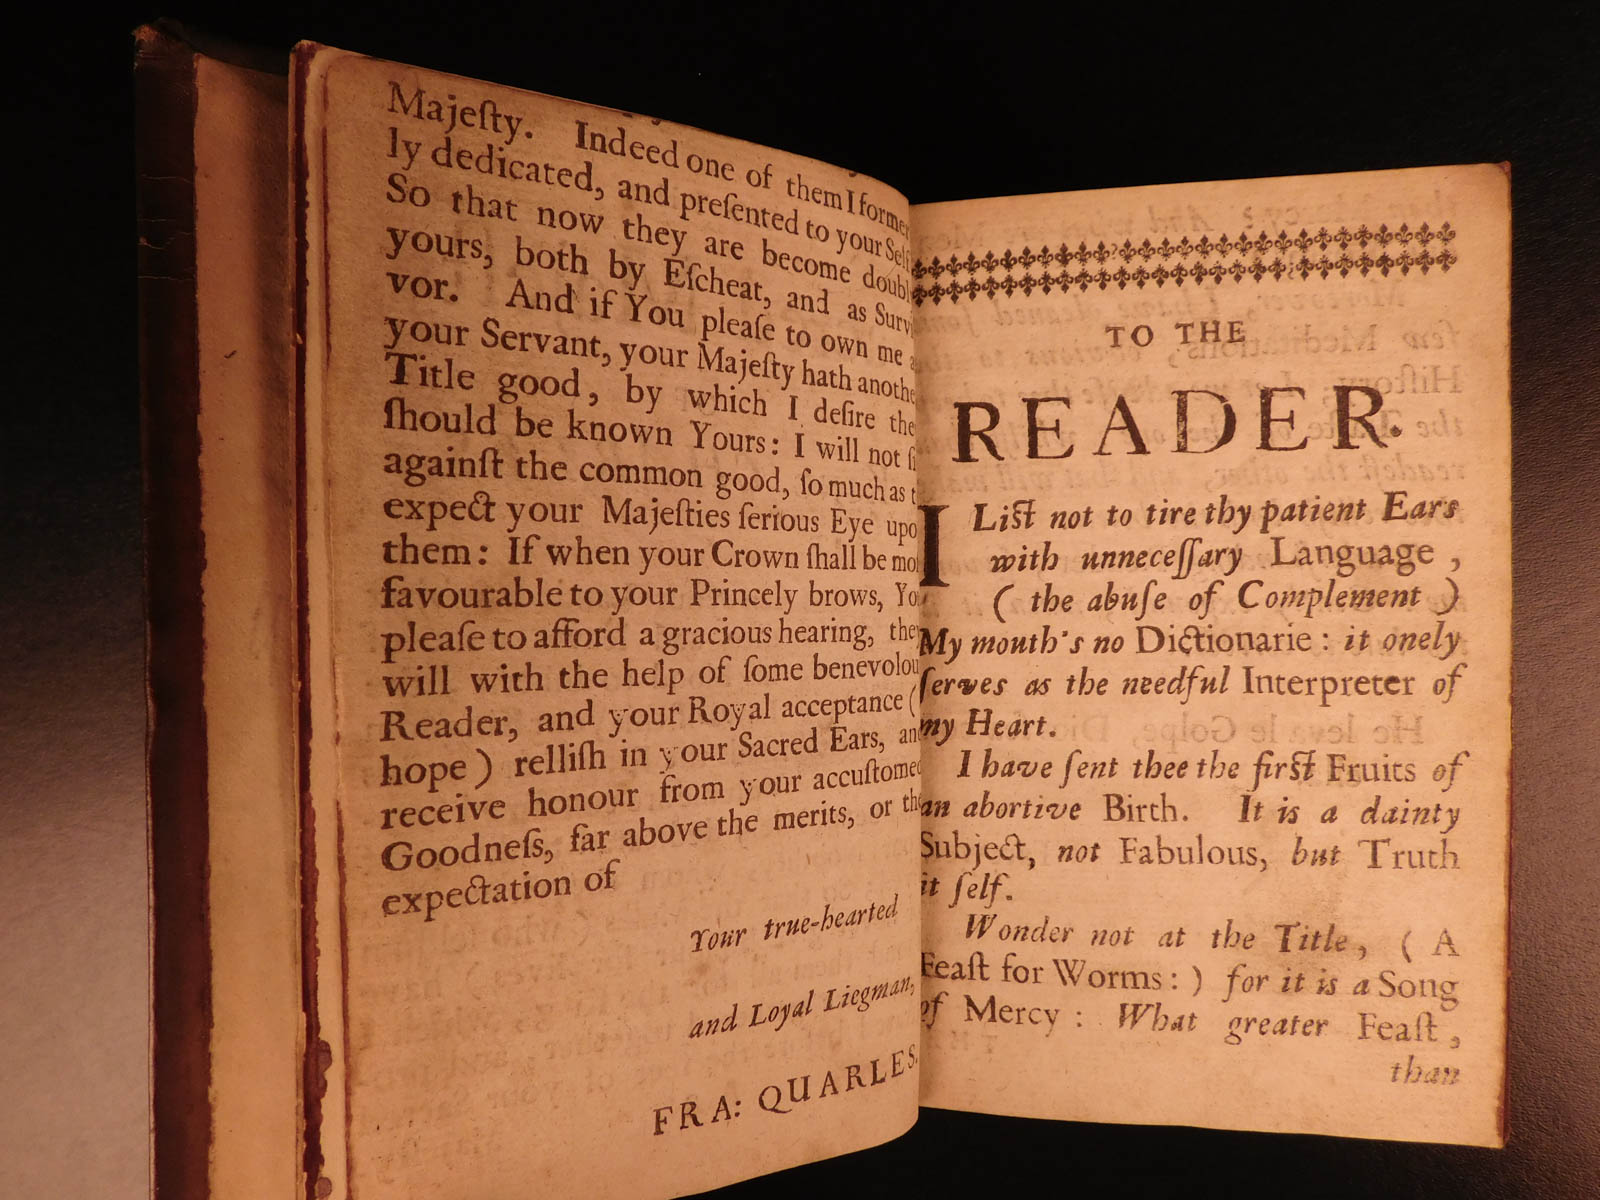 Majeſty. Indeed one of them I former
ly dedicated, and preſented to your Self
So that now they are become doubl
yours, both by Eſcheat, and as Survi
vor. And if You pleaſe to own me a
your Servant, your Majeſty hath anothe
Title good, by which I deſire the
ſhould be known Yours: I will not ſi
againſt the common good, ſo much as t
expect your Majeſties ſerious Eye upo
them: If when your Crown ſhall be mo
favourable to your Princely brows, Yo
pleaſe to afford a gracious hearing, the
will with the help of ſome benevolou
Reader, and your Royal acceptance (
hope) relliſh in your Sacred Ears, an
receive honour from your accuſtomed
Goodneſs, far above the merits, or the
expectation of
Your true-hearted
and Loyal Liegman,
FRA: QUARLES.
TO THE
READER.
I List not to tire thy patient Ears
with unneceſſary Language,
(the abuſe of Complement)
My mouth's no Dictionarie: it onely
ſerves as the needful Interpreter of
my Heart.
I have ſent thee the first Fruits of
an abortive Birth. It is a dainty
Subject, not Fabulous, but Truth
it ſelf.
Wonder not at the Title, (A
Feaſt for Worms:) for it is a Song
of Mercy: What greater Feaſt,
than